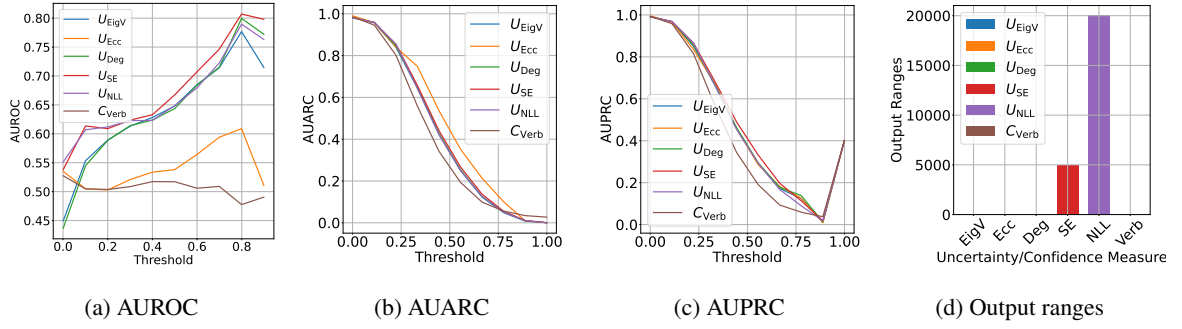 0.80
0.75
0.70
0.65
0.60
0.55
0.50
0.45
AUROC
U_EigV
U_Ecc
U_Deg
U_SE
U_NLL
C_Verb
0.0 0.2 0.4 0.6 0.8
Threshold
(a) AUROC
1.0
0.8
0.6
0.4
0.2
0.0
AUARC
U_EigV
U_Ecc
U_Deg
U_SE
U_NLL
C_Verb
0.00 0.25 0.50 0.75 1.00
Threshold
(b) AUARC
1.0
0.8
0.6
0.4
0.2
0.0
AUPRC
U_EigV
U_Ecc
U_Deg
U_SE
U_NLL
C_Verb
0.00 0.25 0.50 0.75 1.00
Threshold
(c) AUPRC
20000
15000
10000
5000
0
Output Ranges
U_EigV
U_Ecc
U_Deg
U_SE
U_NLL
C_Verb
EigV Ecc Deg SE NLL Verb
Uncertainty/Confidence Measure
(d) Output ranges